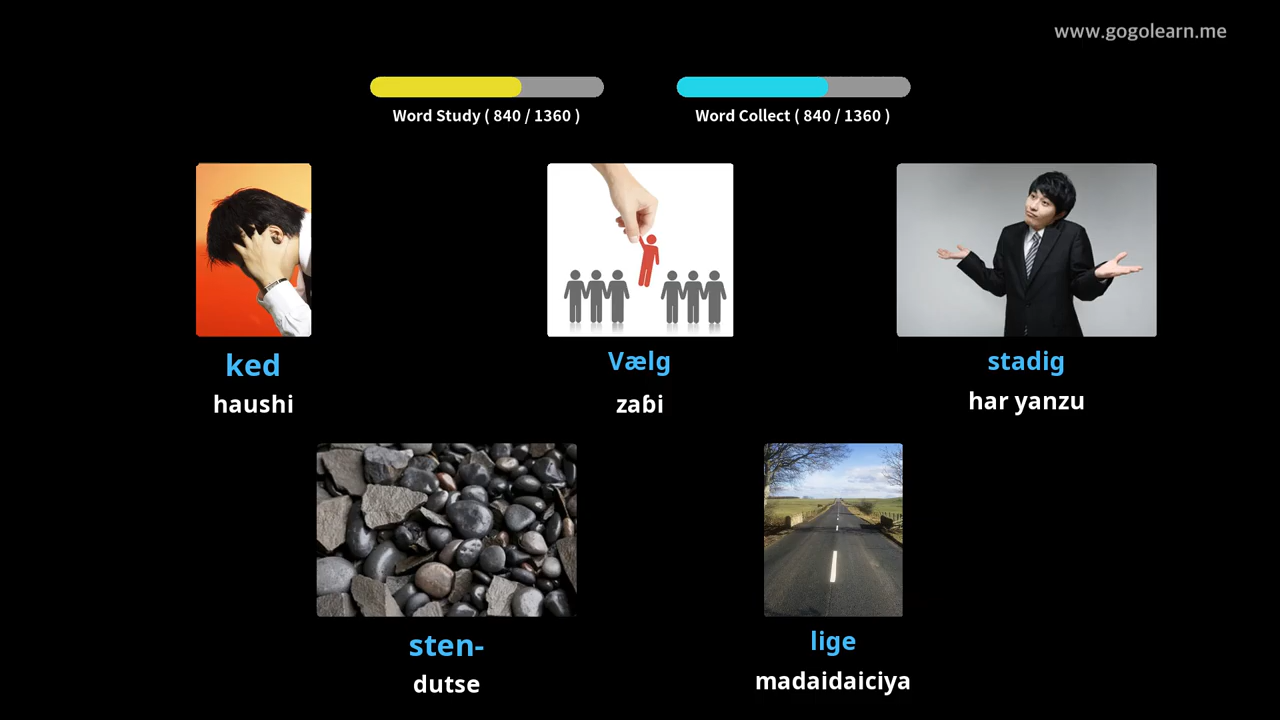 www.gogolearn.me
Word Study ( 840 / 1360 )
Word Collect ( 840 / 1360 )
ked
haushi
Vælg
zaɓi
stadig
har yanzu
sten-
dutse
lige
madaidaiciya